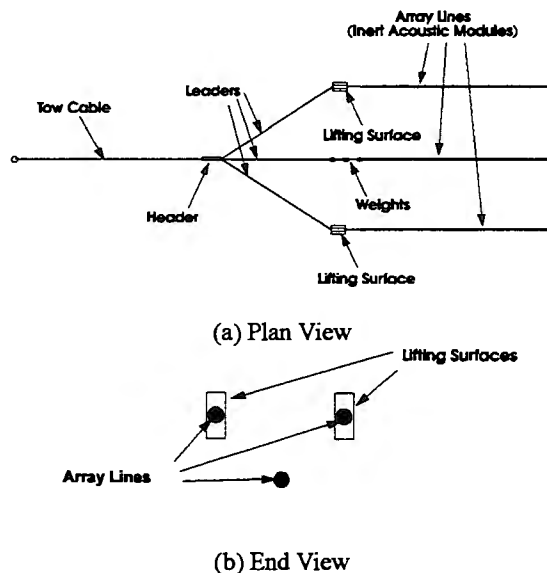 Array Lines
(Inert Acoustic Modules)
Leaders
Tow Cable
Lifting Surface
Header
Weights
Lifting Surface
(a) Plan View
Lifting Surfaces
Array Lines
(b) End View